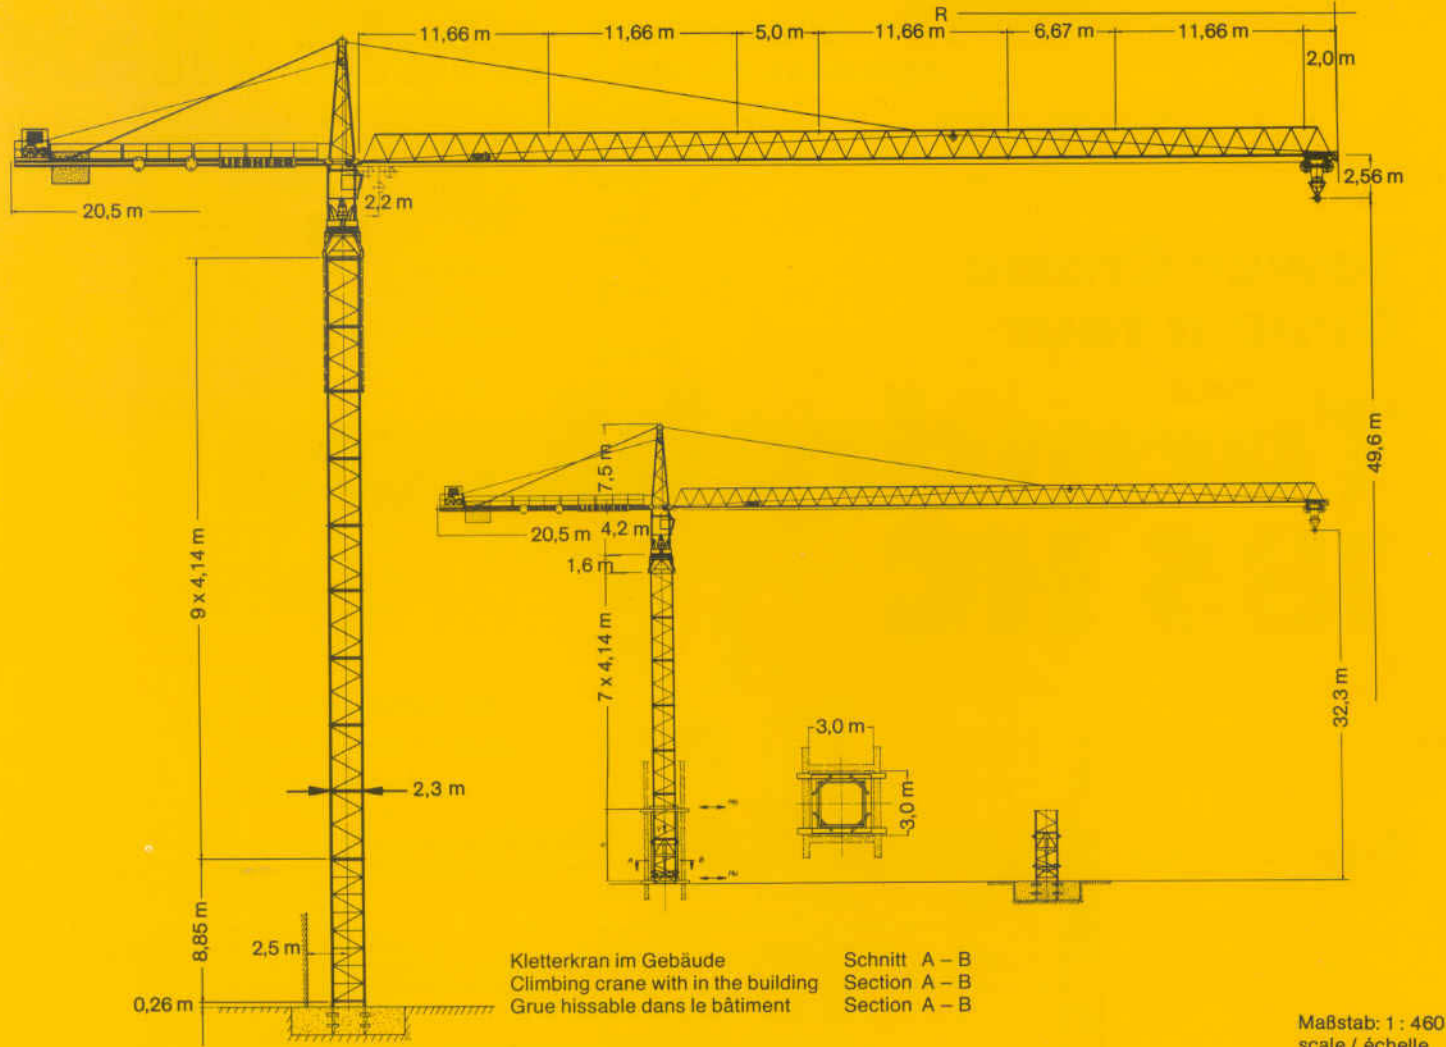 R
11,66 m
11,66 m
5,0 m
11,66 m
6,67 m
11,66 m
2,0 m
LIEBHERR
2,56 m
20,5 m
2,2 m
49,6 m
7,5 m
20,5 m
4,2 m
1,6 m
9 x 4,14 m
7 x 4,14 m
32,3 m
3,0 m
3,0 m
2,3 m
8,85 m
2,5 m
0,26 m
Kletterkran im Gebäude
Climbing crane with in the building
Grue hissable dans le bâtiment
Schnitt A – B
Section A – B
Section A – B
Maßstab: 1 : 460
scale / échelle